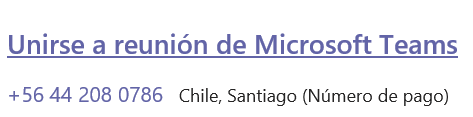 Unirse a reunión de Microsoft Teams
+56 44 208 0786 Chile, Santiago (Número de pago)